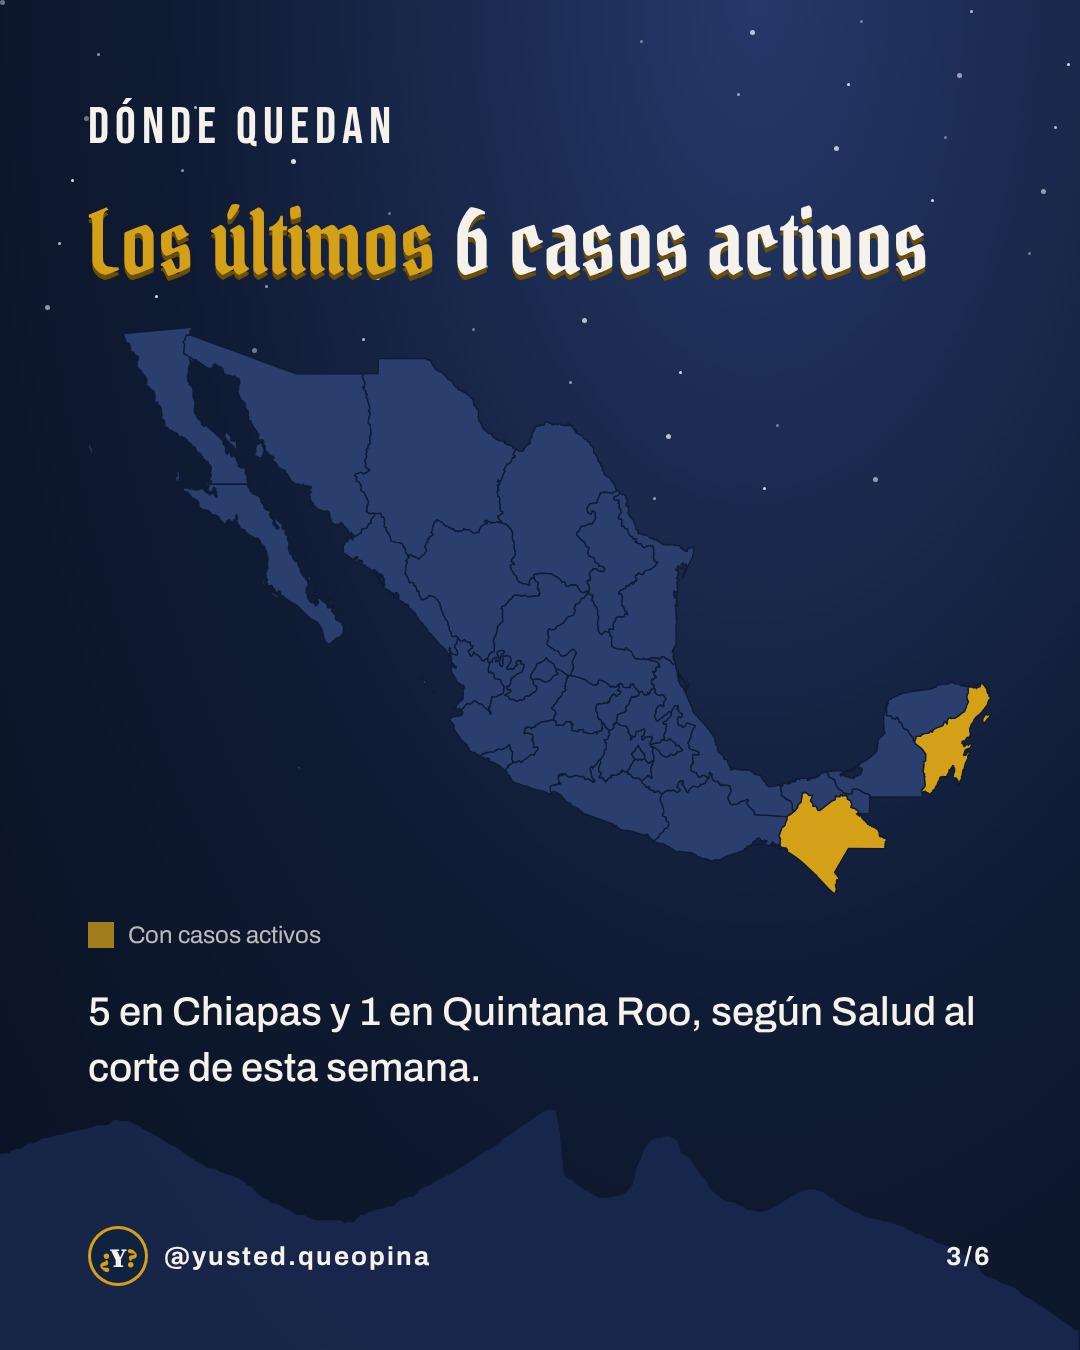 DÓNDE QUEDAN
Los últimos 6 casos activos
Con casos activos
5 en Chiapas y 1 en Quintana Roo, según Salud al
corte de esta semana.
¿Y?
@yusted.queopina
3/6